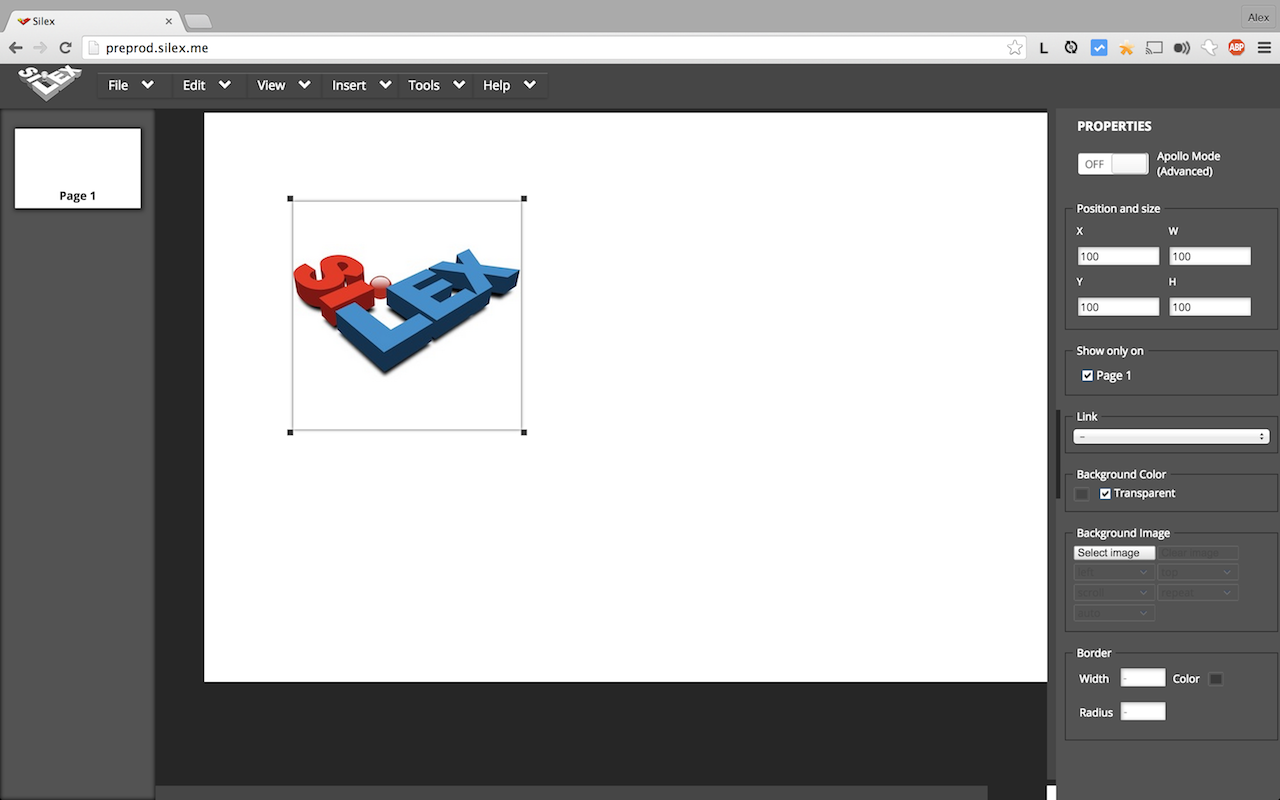 Silex
Alex
preprod.silex.me
L
ABP
SILEX
File
Edit
View
Insert
Tools
Help
Page 1
SILEX
PROPERTIES
OFF
Apollo Mode
(Advanced)
Position and size
X
W
100
100
Y
H
100
100
Show only on
Page 1
Link
–
Background Color
Transparent
Background Image
Select image
Clear image
left
top
scroll
repeat
auto
Border
Width
-
Color
Radius
-